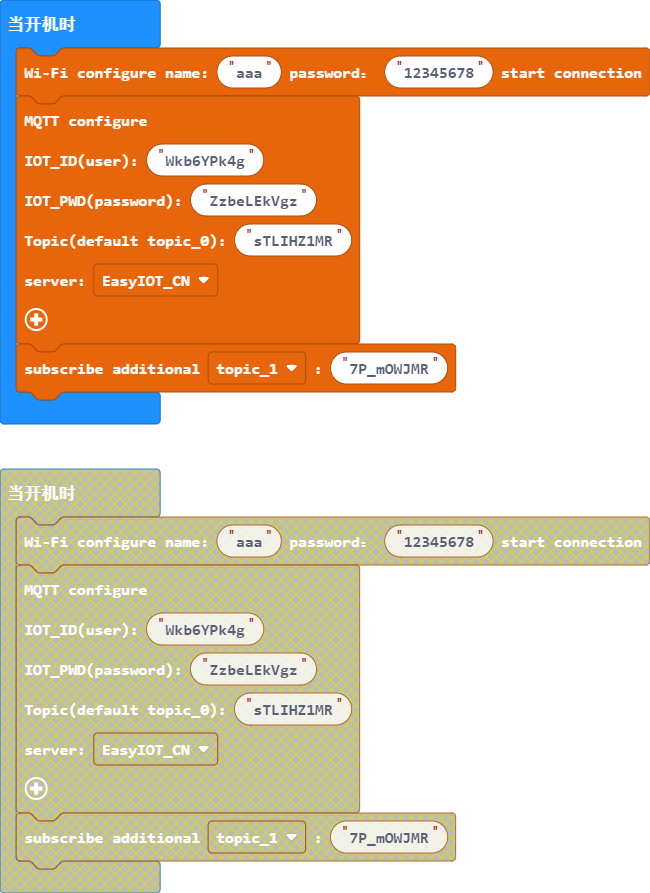 当开机时
Wi-Fi configure name: "aaa" password: "12345678" start connection
MQTT configure
IOT_ID(user): "Wkb6YPk4g"
IOT_PWD(password): "ZzbeLEkVgz"
Topic(default topic_0): "sTLIHZ1MR"
server: EasyIOT_CN
subscribe additional topic_1 : "7P_mOWJMR"
当开机时
Wi-Fi configure name: "aaa" password: "12345678" start connection
MQTT configure
IOT_ID(user): "Wkb6YPk4g"
IOT_PWD(password): "ZzbeLEkVgz"
Topic(default topic_0): "sTLIHZ1MR"
server: EasyIOT_CN
subscribe additional topic_1 : "7P_mOWJMR"